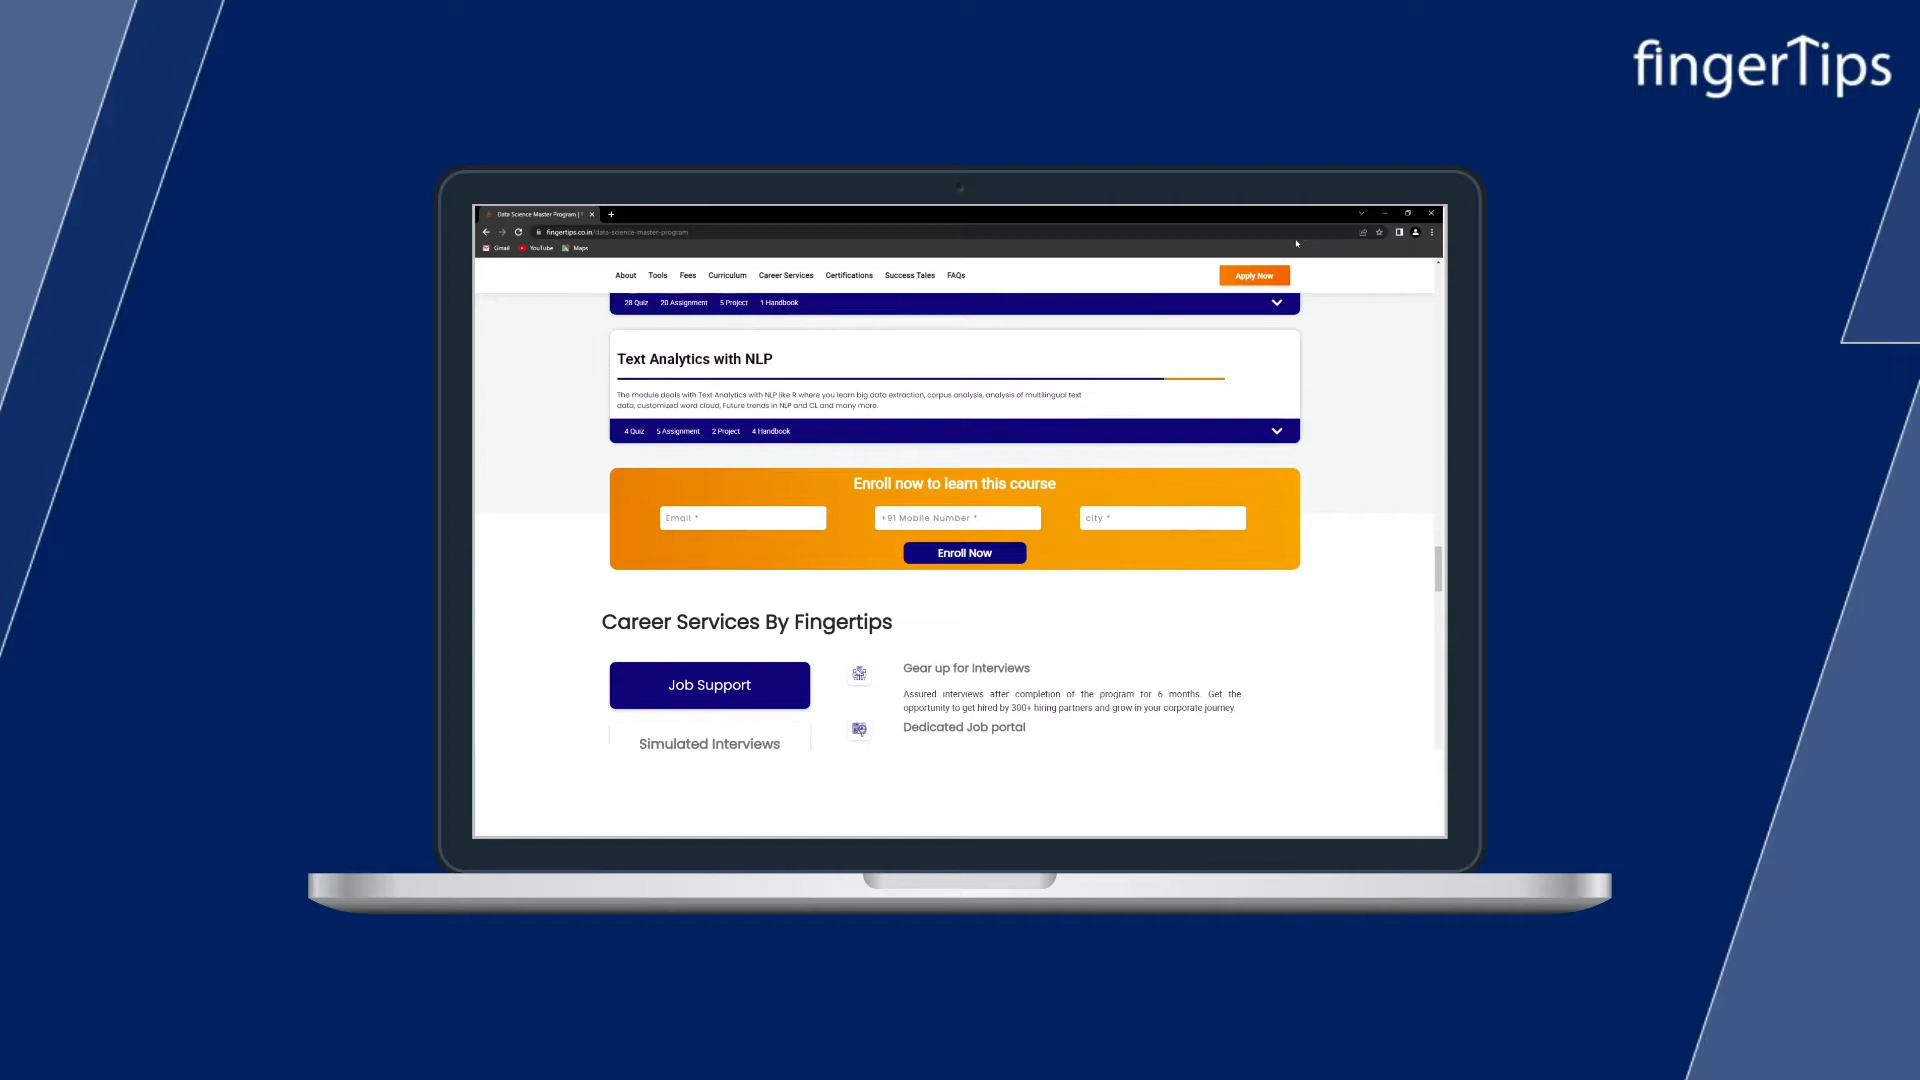 fingerTips
Data Science Master Program |
fingertips.co.in/data-science-master-program
Gmail YouTube Maps
About Tools Fees Curriculum Career Services Certifications Success Tales FAQs Apply Now
28 Quiz 20 Assignment 5 Project 1 Handbook
Text Analytics with NLP
The module deals with Text Analytics with NLP like R where you learn big data extraction, corpus analysis, analysis of multilingual text
data, customized word cloud, Future trends in NLP and CL and many more.
4 Quiz 5 Assignment 2 Project 4 Handbook
Enroll now to learn this course
Email * +91 Mobile Number * city *
Enroll Now
Career Services By Fingertips
Job Support
Gear up for Interviews
Assured interviews after completion of the program for 6 months. Get the
opportunity to get hired by 300+ hiring partners and grow in your corporate journey.
Dedicated Job portal
Simulated Interviews